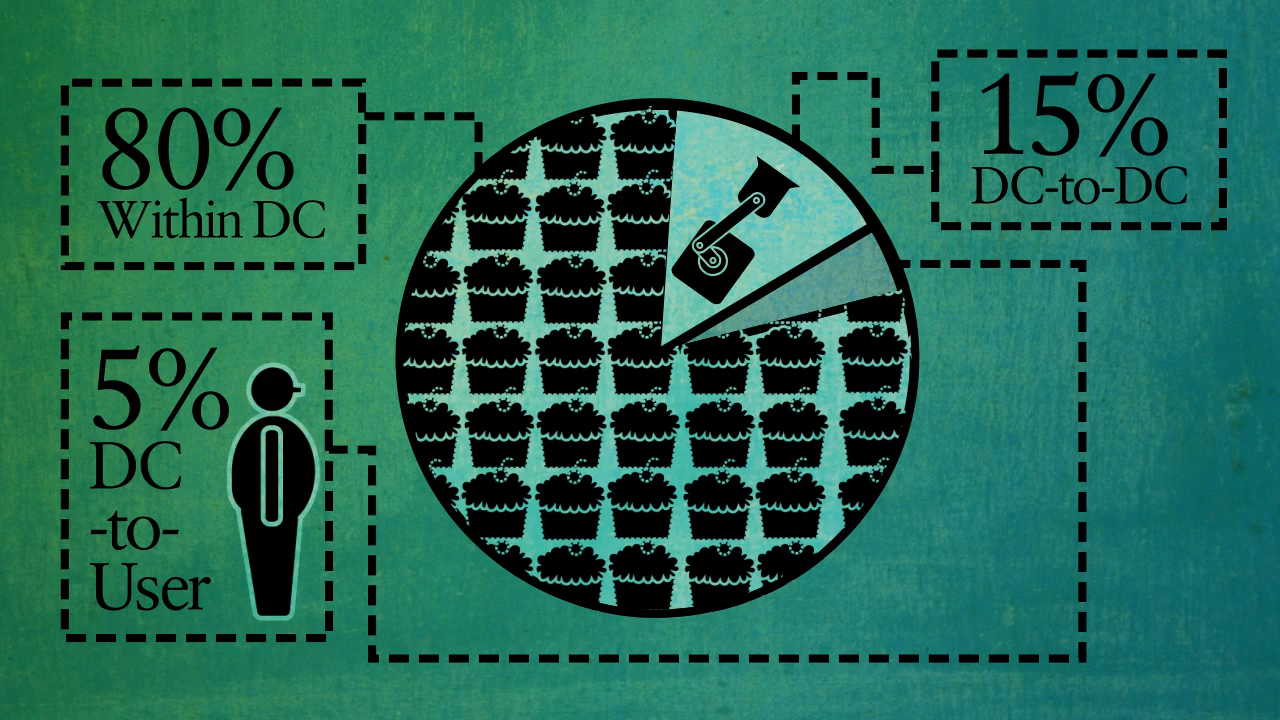 80%
Within DC
15%
DC-to-DC
5%
DC
-to-
User